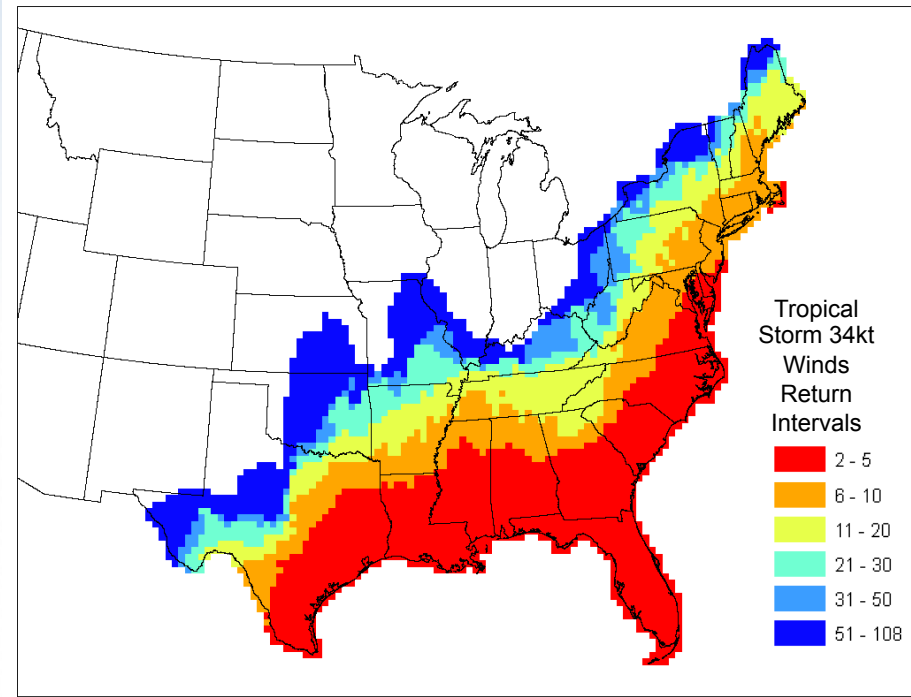 Tropical
Storm 34kt
Winds
Return
Intervals
2 - 5
6 - 10
11 - 20
21 - 30
31 - 50
51 - 108